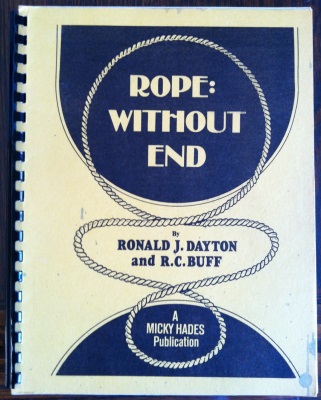 ROPE:
WITHOUT
END
By
RONALD J. DAYTON
and R.C. BUFF
A
MICKY HADES
Publication